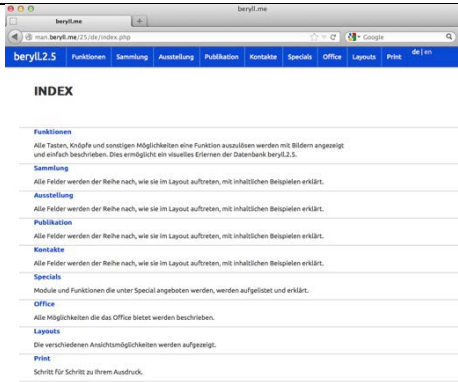 beryll.me
beryll.me
man.beryll.me/25/de/index.php
Google
beryll.2.5 Funktionen Sammlung Ausstellung Publikation Kontakte Specials Office Layouts Print de | en
INDEX
Funktionen
Alle Tasten, Knöpfe und sonstigen Möglichkeiten eine Funktion auszulösen werden mit Bildern angezeigt
und einfach beschrieben. Dies ermöglicht ein visuelles Erlernen der Datenbank beryll.2.5.
Sammlung
Alle Felder werden der Reihe nach, wie sie im Layout auftreten, mit inhaltlichen Beispielen erklärt.
Ausstellung
Alle Felder werden der Reihe nach, wie sie im Layout auftreten, mit inhaltlichen Beispielen erklärt.
Publikation
Alle Felder werden der Reihe nach, wie sie im Layout auftreten, mit inhaltlichen Beispielen erklärt.
Kontakte
Alle Felder werden der Reihe nach, wie sie im Layout auftreten, mit inhaltlichen Beispielen erklärt.
Specials
Module und Funktionen die unter Special angeboten werden, werden aufgelistet und erklärt.
Office
Alle Möglichkeiten die das Office bietet werden beschrieben.
Layouts
Die verschiedenen Ansichtsmöglichkeiten werden aufgezeigt.
Print
Schritt für Schritt zu Ihrem Ausdruck.